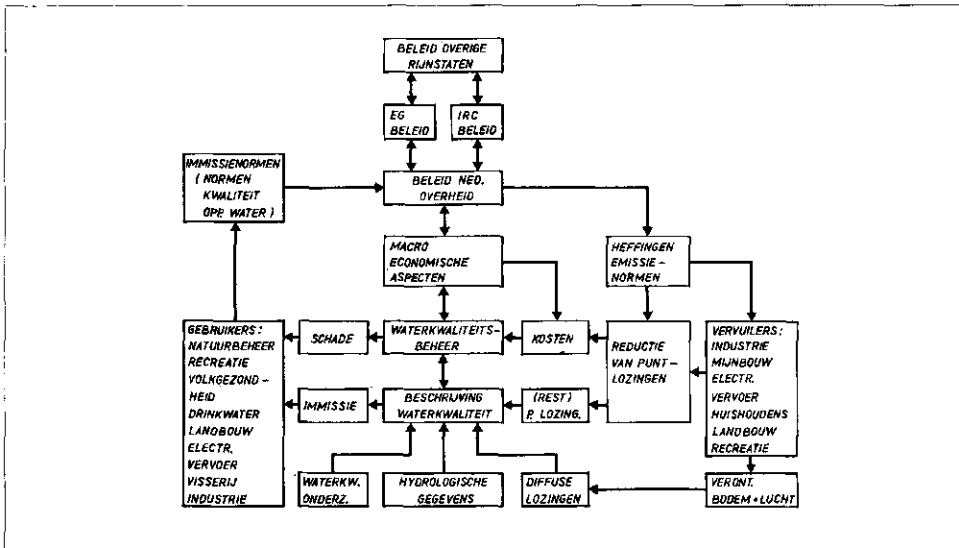 BELEID OVERIGE
RIJNSTATEN
EG
BELEID
IRC
BELEID
IMMISSIENORMEN
( NORMEN
KWALITEIT
OPP. WATER )
BELEID NED.
OVERHEID
MACRO
ECONOMISCHE
ASPECTEN
HEFFINGEN
EMISSIE-
NORMEN
GEBRUIKERS:
NATUURBEHEER
RECREATIE
VOLKGEZOND-
HEID
DRINKWATER
LANDBOUW
ELECTR.
VERVOER
VISSERIJ
INDUSTRIE
SCHADE
WATERKWALITEITS-
BEHEER
KOSTEN
REDUCTIE
VAN PUNT-
LOZINGEN
VERVUILERS:
INDUSTRIE
MIJNBOUW
ELECTR.
VERVOER
HUISHOUDENS
LANDBOUW
RECREATIE
IMMISSIE
BESCHRIJVING
WATERKWALITEIT
(REST)
P. LOZING.
WATERKW.
ONDERZ.
HYDROLOGISCHE
GEGEVENS
DIFFUSE
LOZINGEN
VERONT.
BODEM+LUCHT